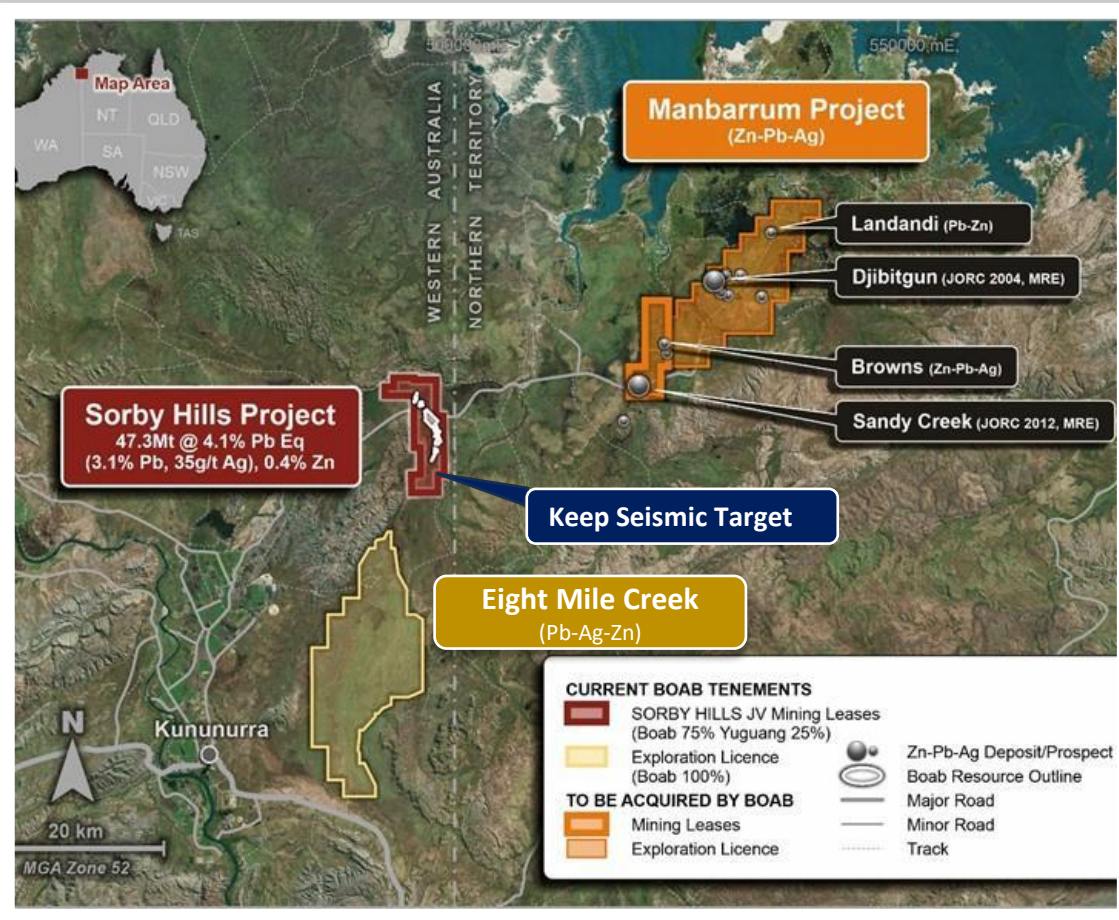 500000,mE
550000,mE
Map Area
WA
NT
QLD
SA
NSW
VIC
TAS
WESTERN AUSTRALIA
NORTHERN TERRITORY
Manbarrum Project
(Zn-Pb-Ag)
Landandi (Pb-Zn)
Djibitgun (JORC 2004, MRE)
Browns (Zn-Pb-Ag)
Sandy Creek (JORC 2012, MRE)
Sorby Hills Project
47.3Mt @ 4.1% Pb Eq
(3.1% Pb, 35g/t Ag), 0.4% Zn
Keep Seismic Target
Eight Mile Creek
(Pb-Ag-Zn)
Kununurra
N
20 km
MGA Zone 52
CURRENT BOAB TENEMENTS
SORBY HILLS JV Mining Leases
(Boab 75% Yuguang 25%)
Exploration Licence
(Boab 100%)
TO BE ACQUIRED BY BOAB
Mining Leases
Exploration Licence
Zn-Pb-Ag Deposit/Prospect
Boab Resource Outline
Major Road
Minor Road
Track